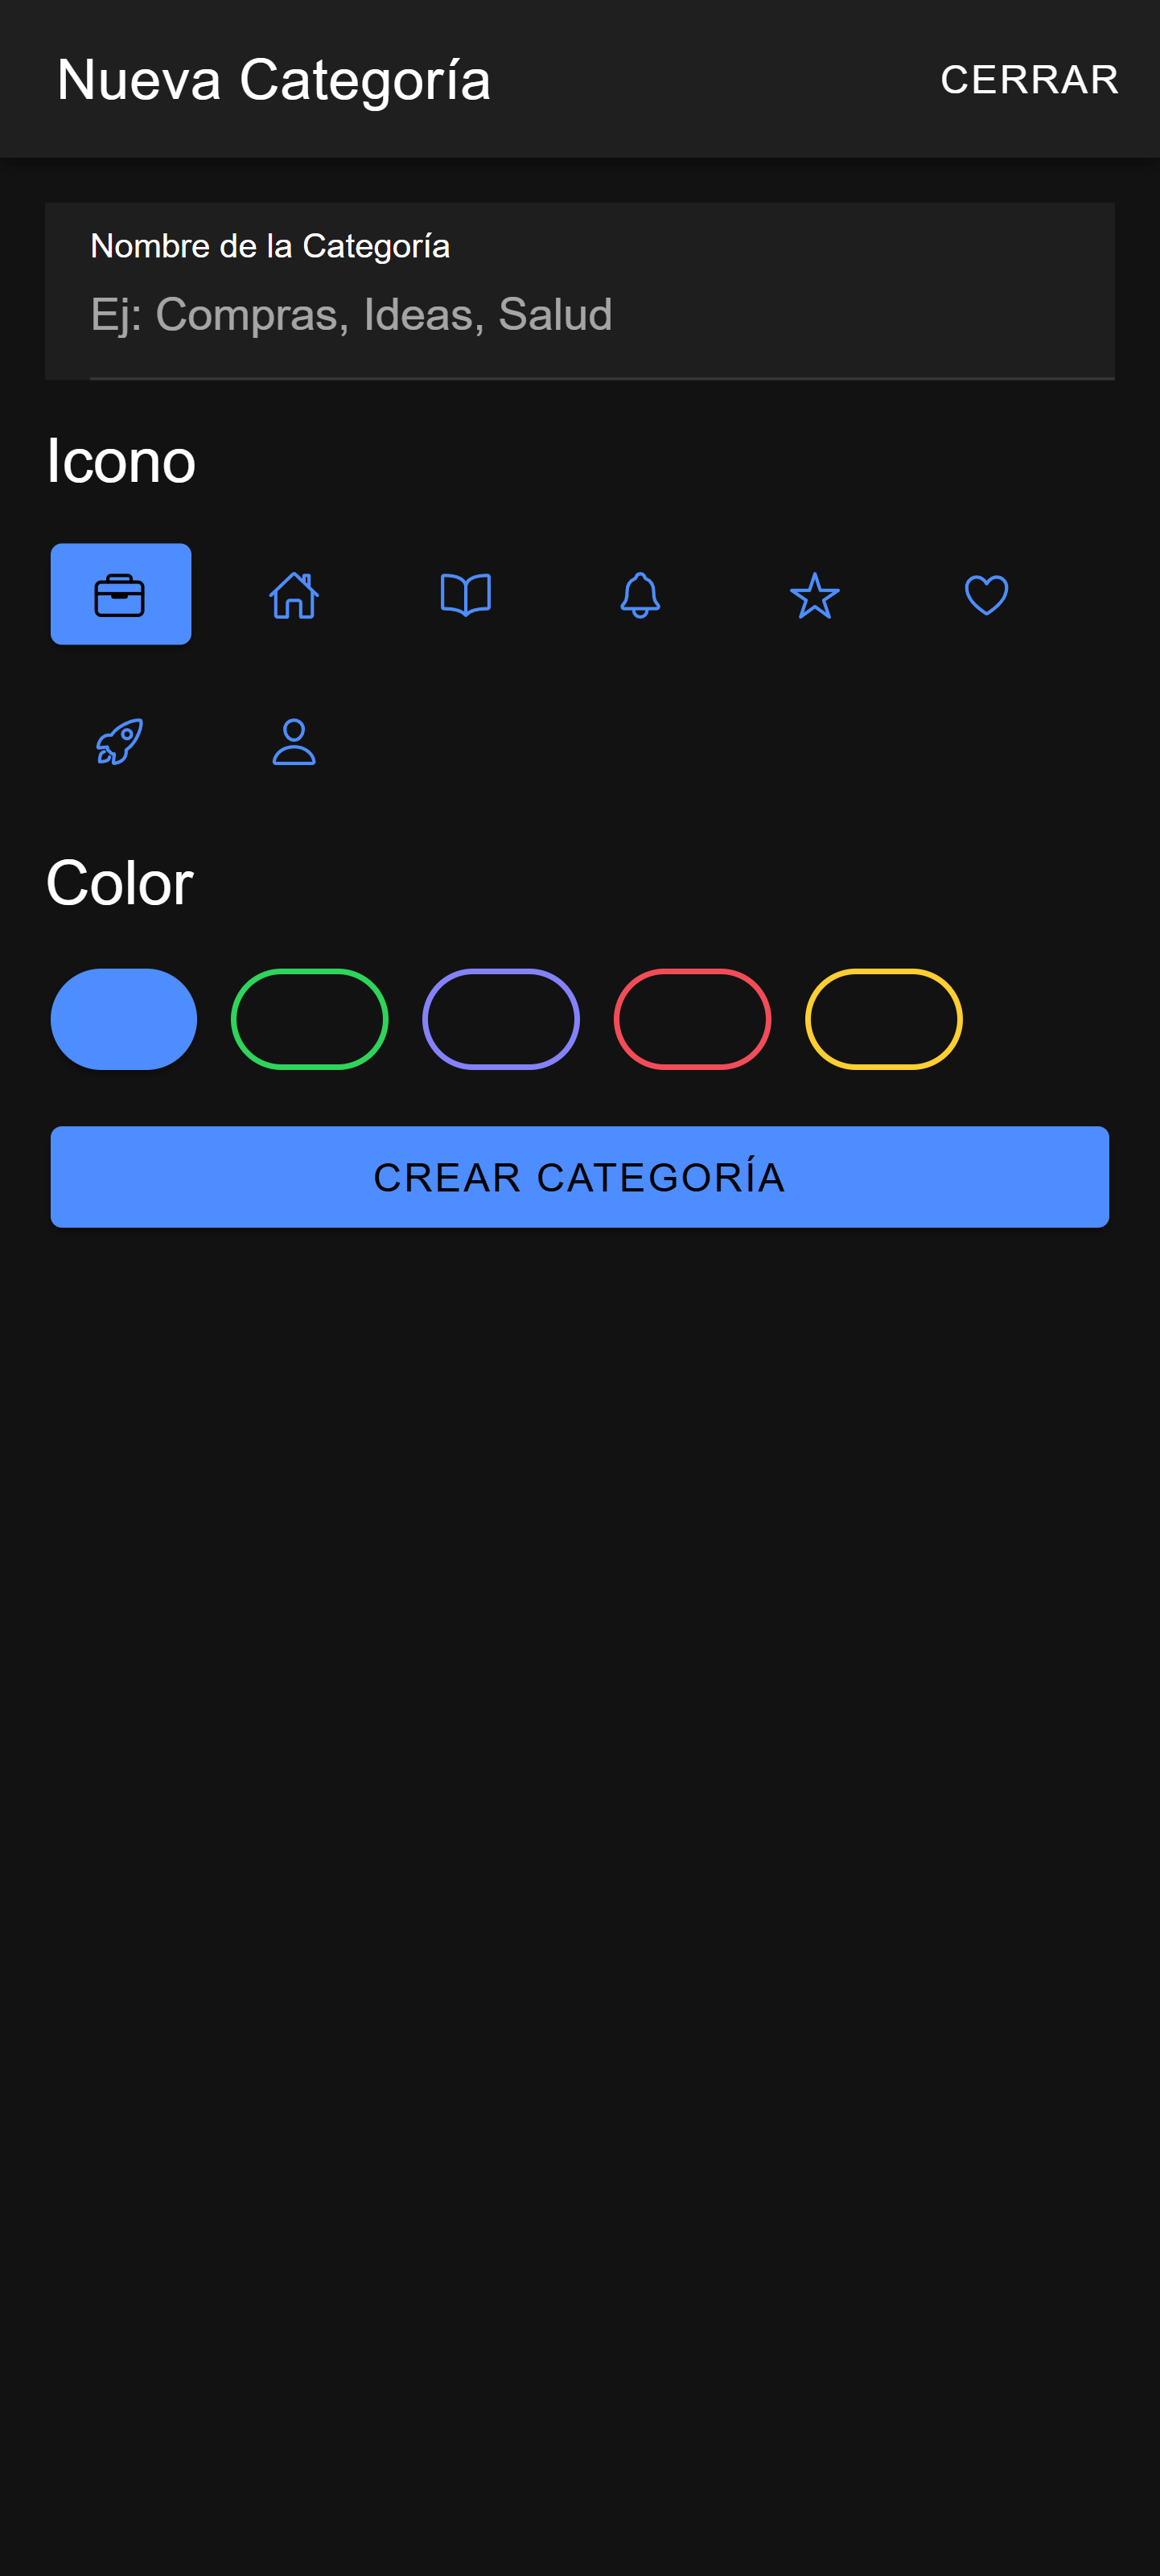 Nueva Categoría
CERRAR
Nombre de la Categoría
Ej: Compras, Ideas, Salud
Icono
Color
CREAR CATEGORÍA